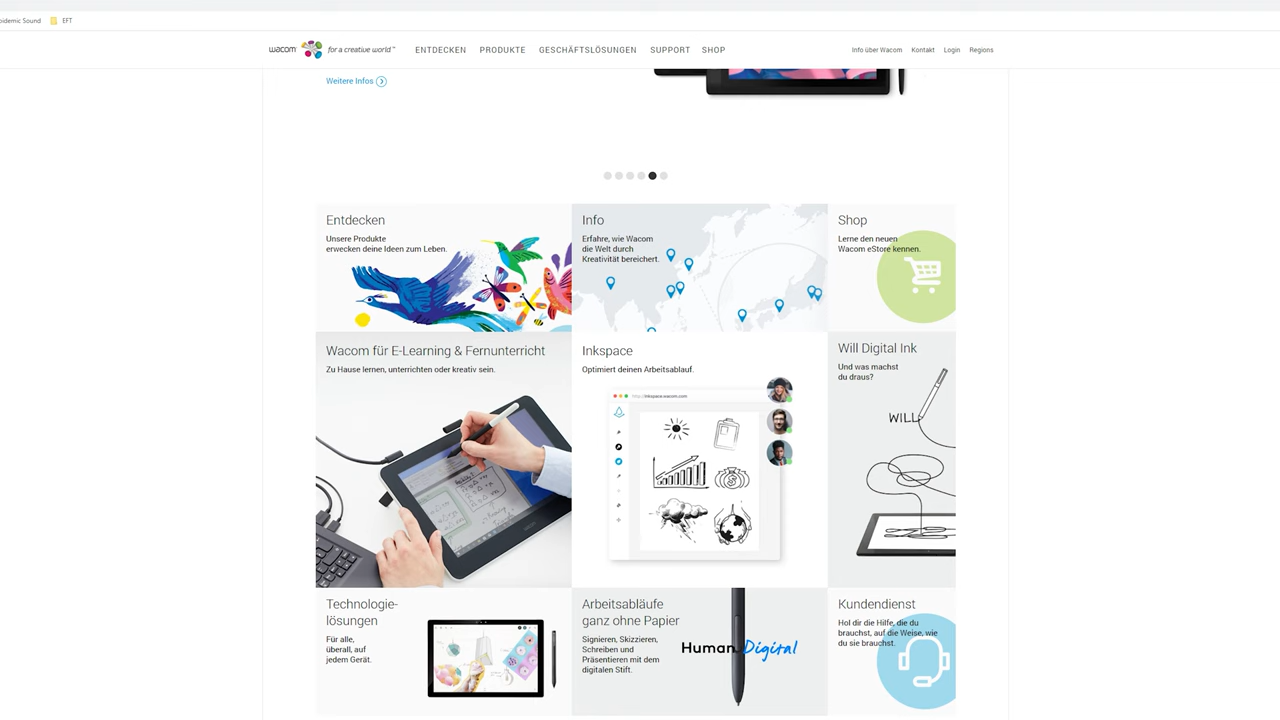 pidemic Sound EFT
wacom for a creative world™ ENTDECKEN PRODUKTE GESCHÄFTSLÖSUNGEN SUPPORT SHOP Info über Wacom Kontakt Login Regions
Weitere Infos
Entdecken
Unsere Produkte
erwecken deine Ideen zum Leben.
Info
Erfahre, wie Wacom
die Welt durch
Kreativität bereichert.
Shop
Lerne den neuen
Wacom eStore kennen.
Wacom für E-Learning & Fernunterricht
Zu Hause lernen, unterrichten oder kreativ sein.
Inkspace
Optimiert deinen Arbeitsablauf.
http://inkspace.wacom.com
Will Digital Ink
Und was machst
du draus?
WILL
Technologie-
lösungen
Für alle,
überall, auf
jedem Gerät.
Arbeitsabläufe
ganz ohne Papier
Signieren, Skizzieren,
Schreiben und
Präsentieren mit dem
digitalen Stift.
Human Digital
Kundendienst
Hol dir die Hilfe, die du
brauchst, auf die Weise, wie
du sie brauchst.